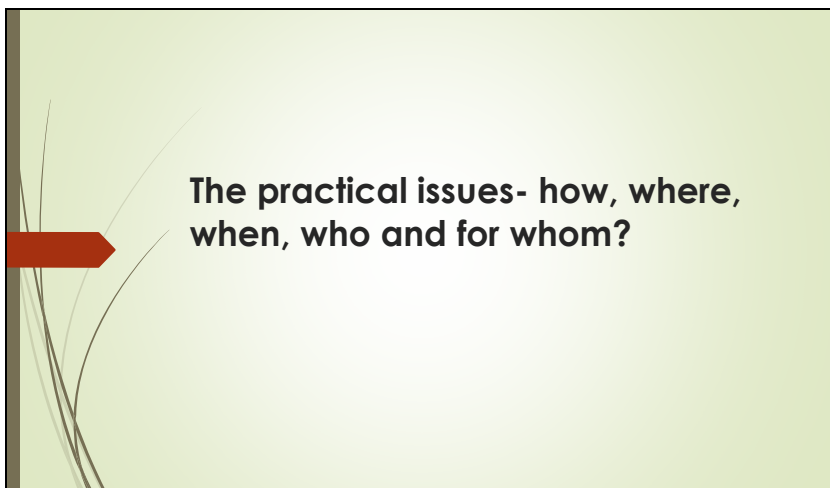 The practical issues- how, where,
when, who and for whom?